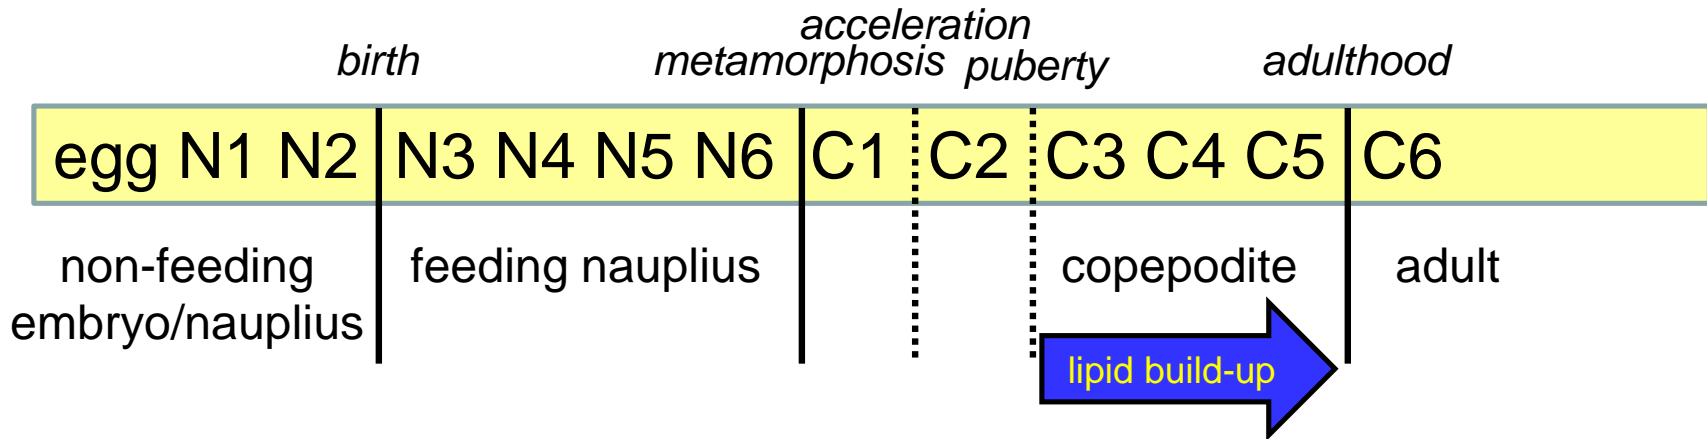 acceleration
birth metamorphosis puberty adulthood
egg N1 N2 N3 N4 N5 N6 C1 C2 C3 C4 C5 C6
non-feeding feeding nauplius copepodite adult
embryo/nauplius
lipid build-up